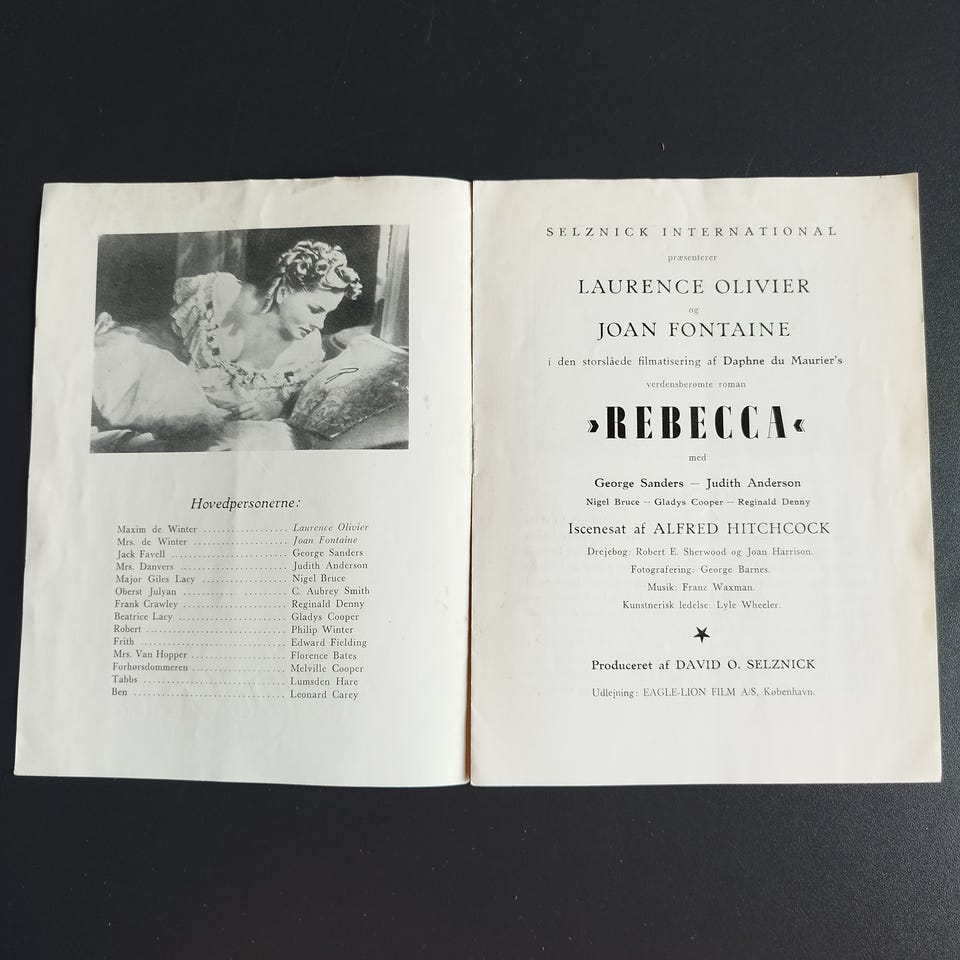 Hovedpersonerne:
Maxim de Winter ................. Laurence Olivier
Mrs. de Winter ................... Joan Fontaine
Jack Favell ....................... George Sanders
Mrs. Danvers ..................... Judith Anderson
Major Giles Lacy ................. Nigel Bruce
Oberst Julyan .................... C. Aubrey Smith
Frank Crawley .................... Reginald Denny
Beatrice Lacy ..................... Gladys Cooper
Robert ............................ Philip Winter
Frith .............................. Edward Fielding
Mrs. Van Hopper ................. Florence Bates
Forhørsdommeren ................. Melville Cooper
Tabbs ............................. Lumsden Hare
Ben ............................... Leonard Carey
SELZNICK INTERNATIONAL
præsenterer
LAURENCE OLIVIER
og
JOAN FONTAINE
i den storslåede filmatisering af Daphne du Maurier's
verdensberømte roman
›REBECCA‹
med
George Sanders — Judith Anderson
Nigel Bruce — Gladys Cooper — Reginald Denny
Iscenesat af ALFRED HITCHCOCK
Drejebog: Robert E. Sherwood og Joan Harrison.
Fotografering: George Barnes.
Musik: Franz Waxman.
Kunstnerisk ledelse: Lyle Wheeler.
Produceret af DAVID O. SELZNICK
Udlejning: EAGLE-LION FILM A/S, København.